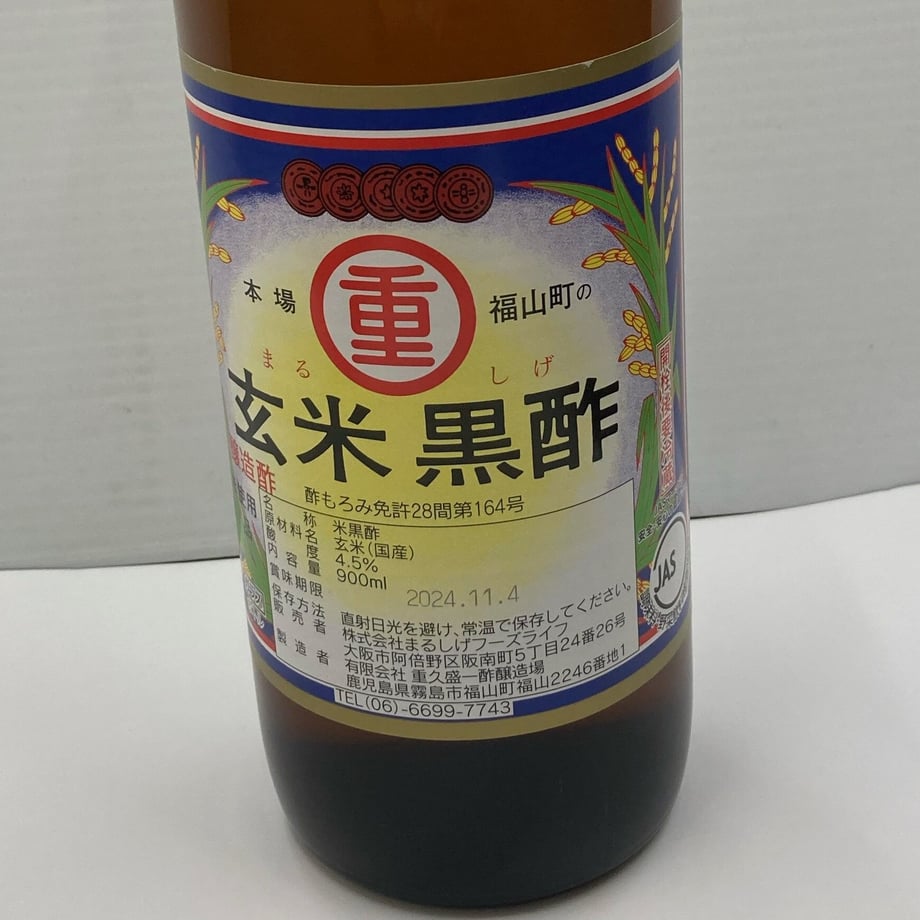 本場
重
福山町の
まるしげ
玄米黒酢
醸造酢
酢もろみ免許28間第164号
名称 米黒酢
原材料名 玄米(国産)
酸度 4.5%
内容量 900ml
賞味期限 2024.11.4
保存方法 直射日光を避け、常温で保存してください。
販売者 株式会社まるしげフーズライフ
大阪市阿倍野区阪南町5丁目24番26号
製造者 有限会社 重久盛一酢醸造場
鹿児島県霧島市福山町福山2246番地1
TEL(06)-6699-7743
JAS